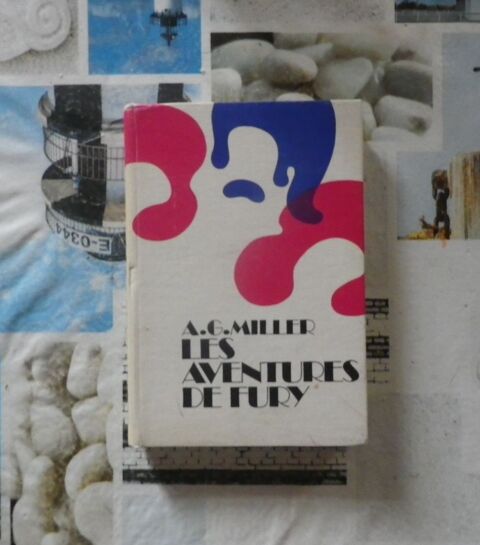 A.G.MILLER
LES
AVENTURES
DE FURY
E-0344